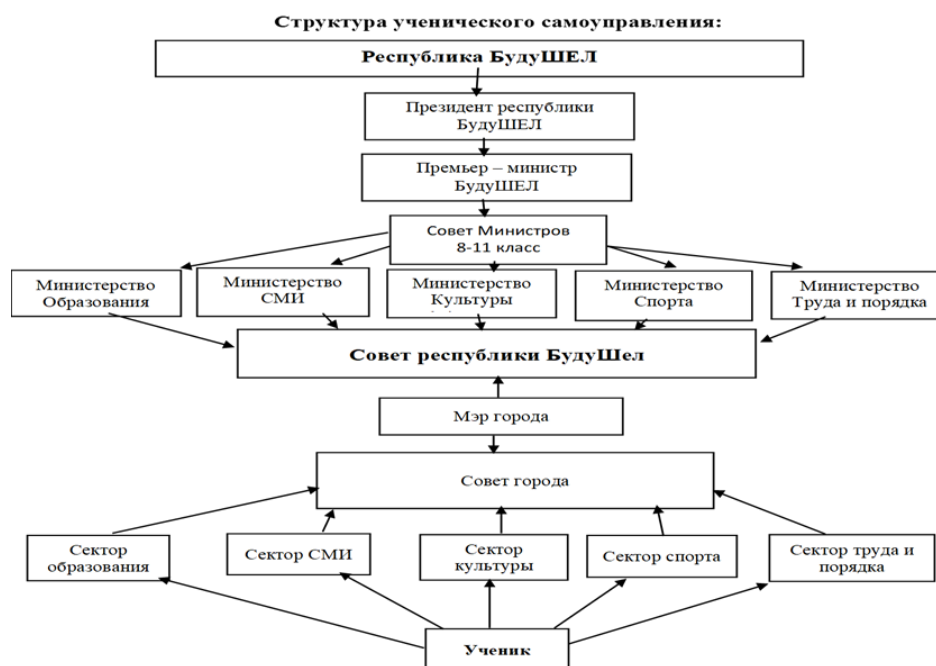 Структура ученического самоуправления:
Республика БудуШЕЛ
Президент республики
БудуШЕЛ
Премьер – министр
БудуШЕЛ
Совет Министров
8-11 класс
Министерство
Образования
Министерство
СМИ
Министерство
Культуры
Министерство
Спорта
Министерство
Труда и порядка
Совет республики БудуШел
Мэр города
Совет города
Сектор
образования
Сектор СМИ
Сектор
культуры
Сектор спорта
Сектор труда и
порядка
Ученик